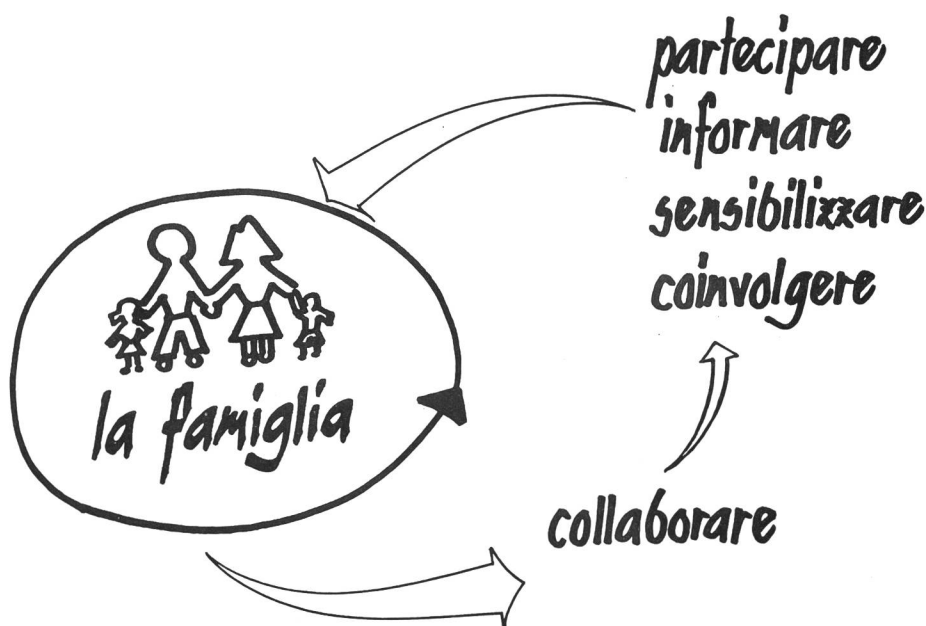 partecipare
informare
sensibilizzare
coinvolgere
la famiglia
collaborare